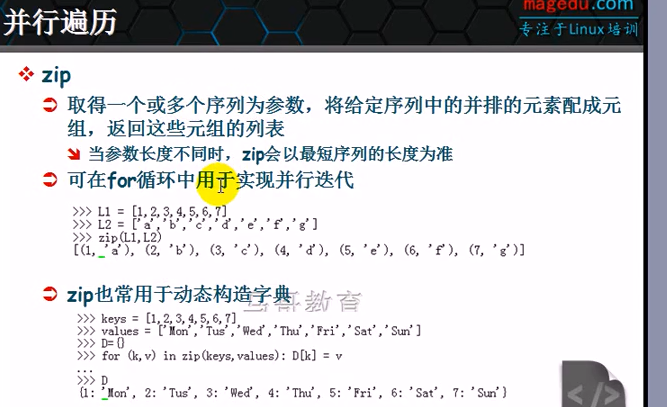 并行遍历
magedu.com
专注于Linux培训
zip
取得一个或多个序列为参数，将给定序列中的并排的元素配成元
组，返回这些元组的列表
当参数长度不同时，zip会以最短序列的长度为准
可在for循环中用于实现并行迭代
>>> L1 = [1,2,3,4,5,6,7]
>>> L2 = ['a','b','c','d','e','f','g']
>>> zip(L1,L2)
[(1, 'a'), (2, 'b'), (3, 'c'), (4, 'd'), (5, 'e'), (6, 'f'), (7, 'g')]
zip也常用于动态构造字典
>>> keys = [1,2,3,4,5,6,7]
>>> values = ['Mon','Tus','Wed','Thu','Fri','Sat','Sun']
>>> D={}
>>> for (k,v) in zip(keys,values): D[k] = v
...
>>> D
{1: 'Mon', 2: 'Tus', 3: 'Wed', 4: 'Thu', 5: 'Fri', 6: 'Sat', 7: 'Sun'}
哥教育
<//>